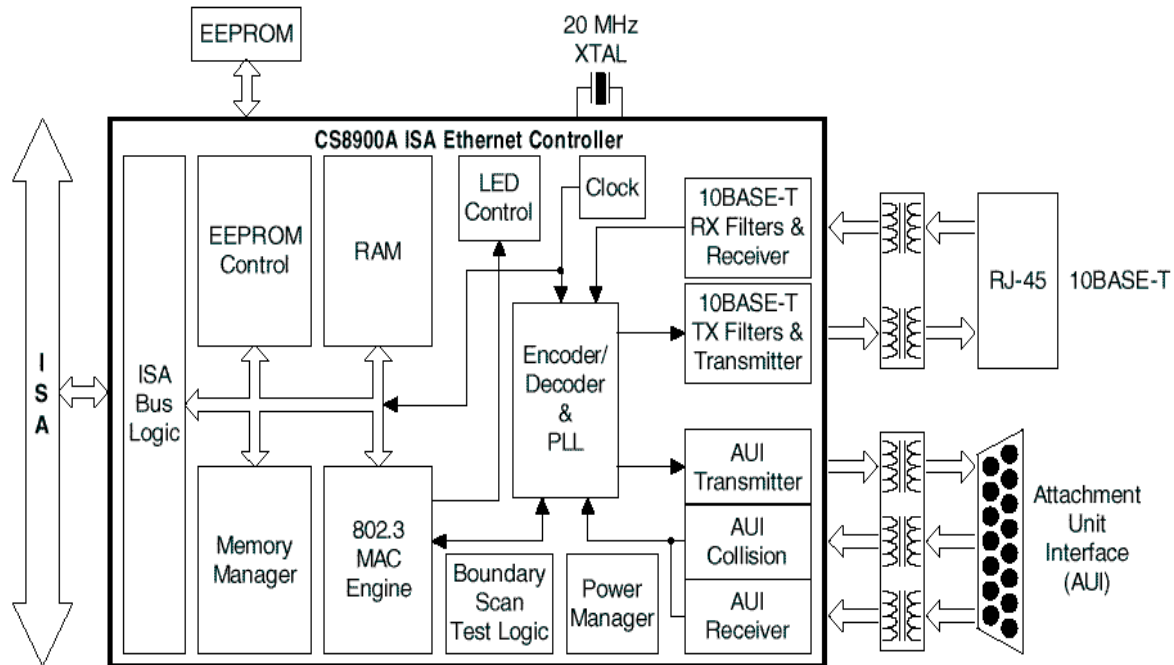 EEPROM
20 MHz
XTAL
CS8900A ISA Ethernet Controller
I
S
A
ISA
Bus
Logic
EEPROM
Control
RAM
LED
Control
Clock
10BASE-T
RX Filters &
Receiver
10BASE-T
TX Filters &
Transmitter
RJ-45
10BASE-T
Encoder/
Decoder
&
PLL
Memory
Manager
802.3
MAC
Engine
Boundary
Scan
Test Logic
Power
Manager
AUI
Transmitter
AUI
Collision
AUI
Receiver
Attachment
Unit
Interface
(AUI)